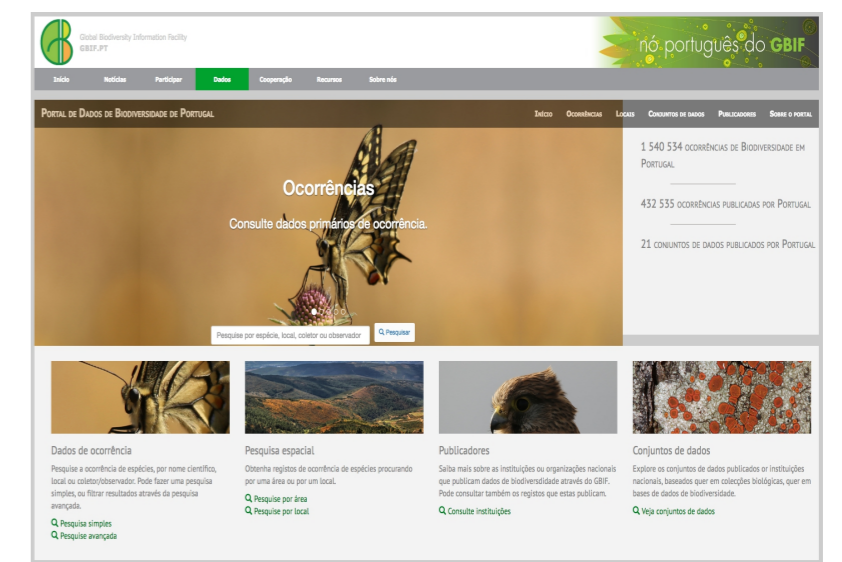 Global Biodiversity Information Facility
GBIF.PT
nó português do GBIF
Início Notícias Participar Dados Cooperação Recursos Sobre nós
Portal de Dados de Biodiversidade de Portugal
Início Ocorrências Locais Conjuntos de dados Publicadores Sobre o portal
Ocorrências
Consulte dados primários de ocorrência.
Pesquise por espécie, local, coletor ou observador
Pesquisar
1 540 534 ocorrências de Biodiversidade em
Portugal
432 535 ocorrências publicadas por Portugal
21 conjuntos de dados publicados por Portugal
Dados de ocorrência
Pesquise a ocorrência de espécies, por nome científico,
local ou coletor/observador. Pode fazer uma pesquisa
simples, ou filtrar resultados através da pesquisa
avançada.
Pesquisa simples
Pesquise avançada
Pesquisa espacial
Obtenha registos de ocorrência de espécies procurando
por uma área ou por um local.
Pesquise por área
Pesquise por local
Publicadores
Saiba mais sobre as instituições ou organizações nacionais
que publicam dados de biodiversdidade através do GBIF.
Pode consultar também os registos que estas publicam.
Consulte instituições
Conjuntos de dados
Explore os conjuntos de dados publicados or instituições
nacionais, baseados quer em colecções biológicas, quer em
bases de dados de biodiversidade.
Veja conjuntos de dados